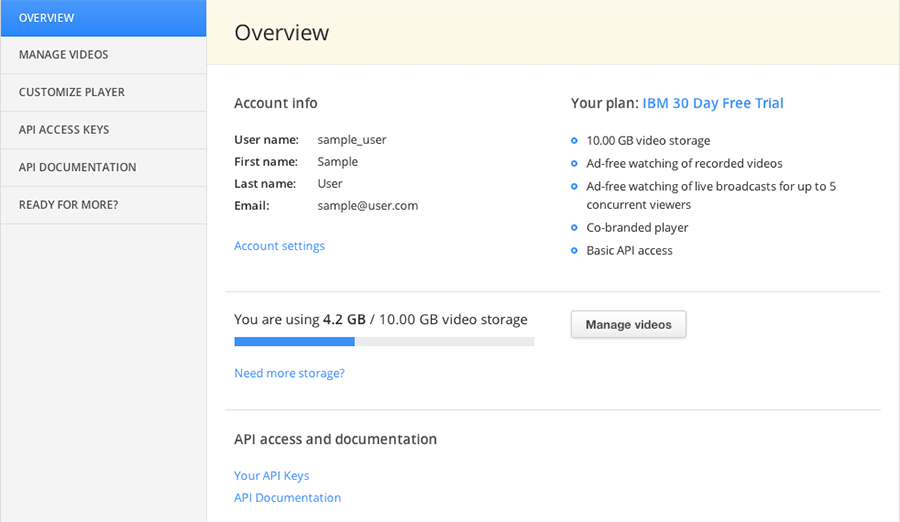 OVERVIEW
MANAGE VIDEOS
CUSTOMIZE PLAYER
API ACCESS KEYS
API DOCUMENTATION
READY FOR MORE?
Overview
Account info
User name: sample_user
First name: Sample
Last name: User
Email: sample@user.com
Account settings
Your plan: IBM 30 Day Free Trial
10.00 GB video storage
Ad-free watching of recorded videos
Ad-free watching of live broadcasts for up to 5
concurrent viewers
Co-branded player
Basic API access
You are using 4.2 GB / 10.00 GB video storage
Need more storage?
Manage videos
API access and documentation
Your API Keys
API Documentation